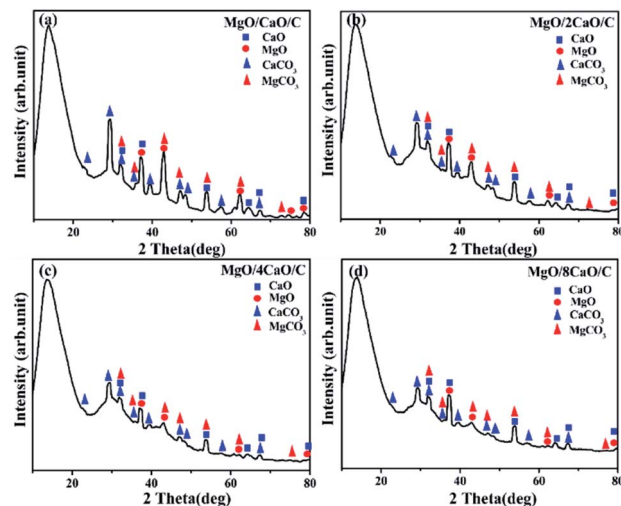 (a) MgO/CaO/C
CaO
MgO
CaCO₃
MgCO₃
Intensity (arb.unit)
20 40 60 80
2 Theta(deg)
(b) MgO/2CaO/C
CaO
MgO
CaCO₃
MgCO₃
Intensity (arb.unit)
20 40 60 80
2 Theta(deg)
(c) MgO/4CaO/C
CaO
MgO
CaCO₃
MgCO₃
Intensity (arb.unit)
20 40 60 80
2 Theta(deg)
(d) MgO/8CaO/C
CaO
MgO
CaCO₃
MgCO₃
Intensity (arb.unit)
20 40 60 80
2 Theta(deg)